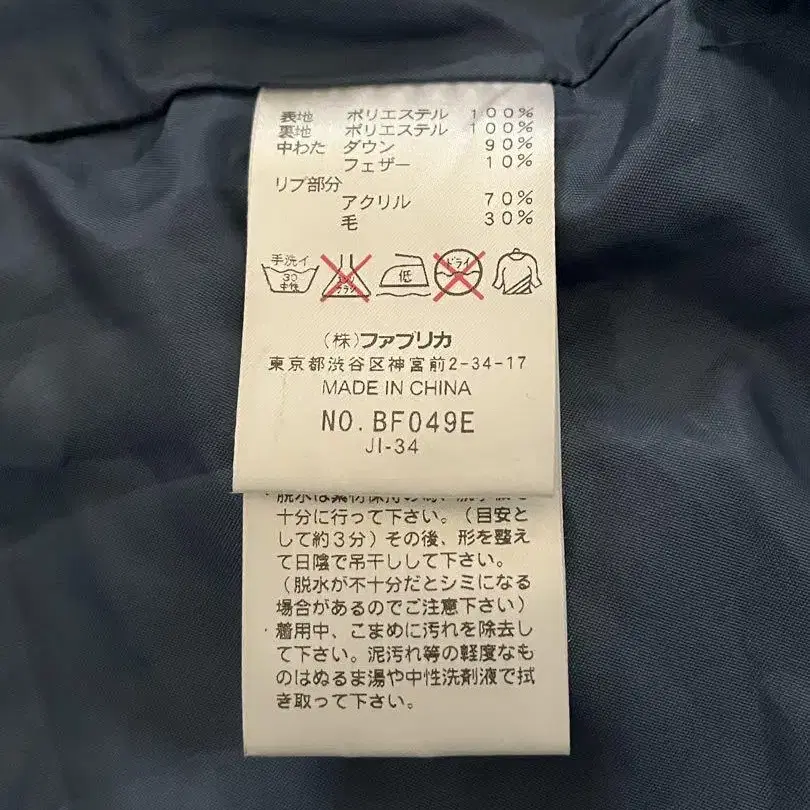 表地 ポリエステル 100%
裏地 ポリエステル 100%
中わた ダウン 90%
フェザー 10%
リブ部分
アクリル 70%
毛 30%
手洗イ
30
中性
低
ドライ
(株)ファブリカ
東京都渋谷区神宮前2-34-17
MADE IN CHINA
NO. BF049E
JI-34
十分に行って下さい。(目安と
して約3分)その後、形を整え
て日陰で吊干しして下さい。
(脱水が不十分だとシミになる
場合があるのでご注意下さい)
・着用中、こまめに汚れを除去し
て下さい。泥汚れ等の軽度なも
のはぬるま湯や中性洗剤液で拭
き取って下さい。